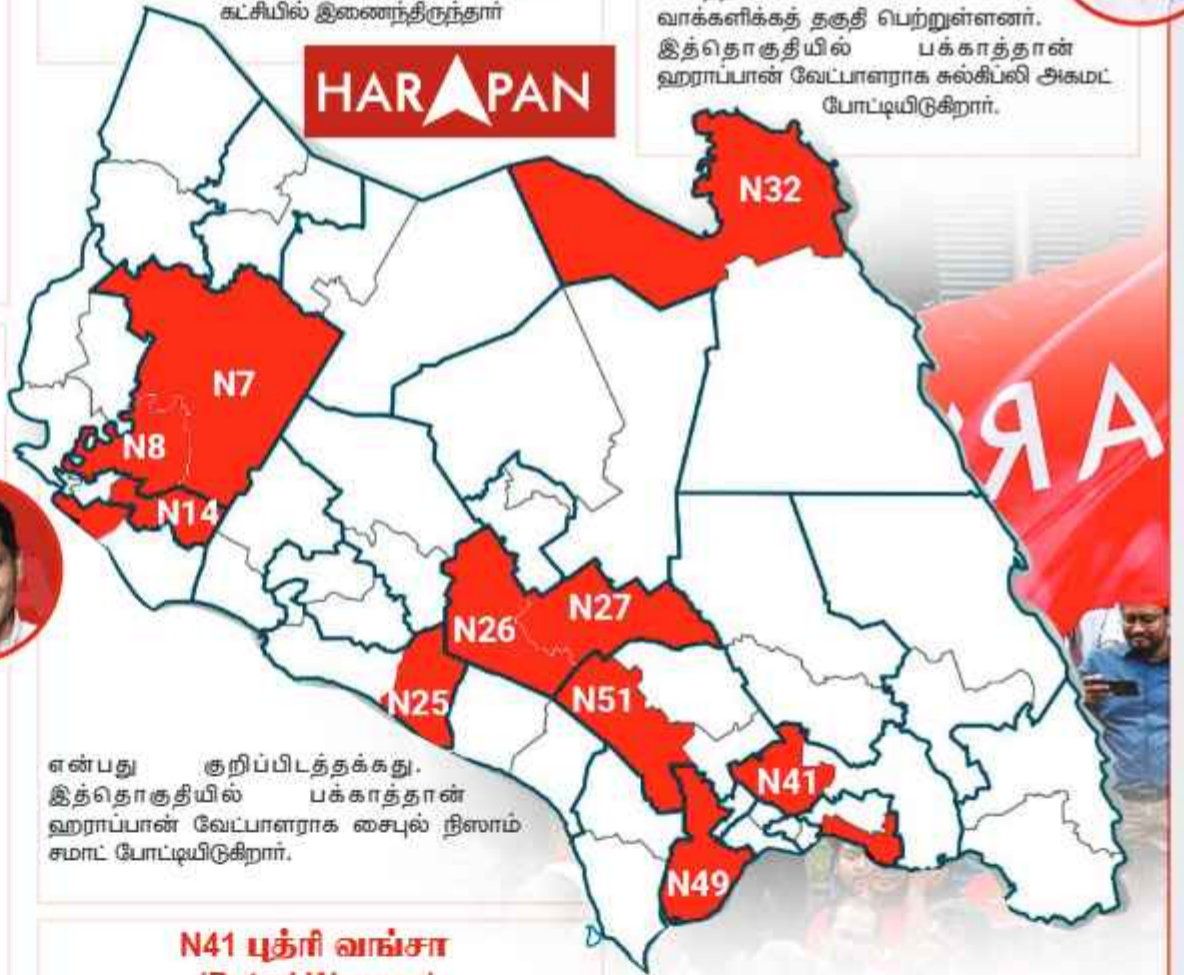 கட்சியில் இணைந்திருந்தார்
வாக்களிக்கத் தகுதி பெற்றுள்ளனர்.
இத்தொகுதியில் பக்காத்தான்
ஹராப்பான் வேட்பாளராக சுல்கிப்லி அகமட்
போட்டியிடுகிறார்.
HARAPAN
N32
N7
N8
N14
N27
N26
N25
N51
N41
N49
என்பது குறிப்பிடத்தக்கது.
இத்தொகுதியில் பக்காத்தான்
ஹராப்பான் வேட்பாளராக சைபுல் நிஸாம்
சமாட் போட்டியிடுகிறார்.
N41 புத்ரி வாங்சா